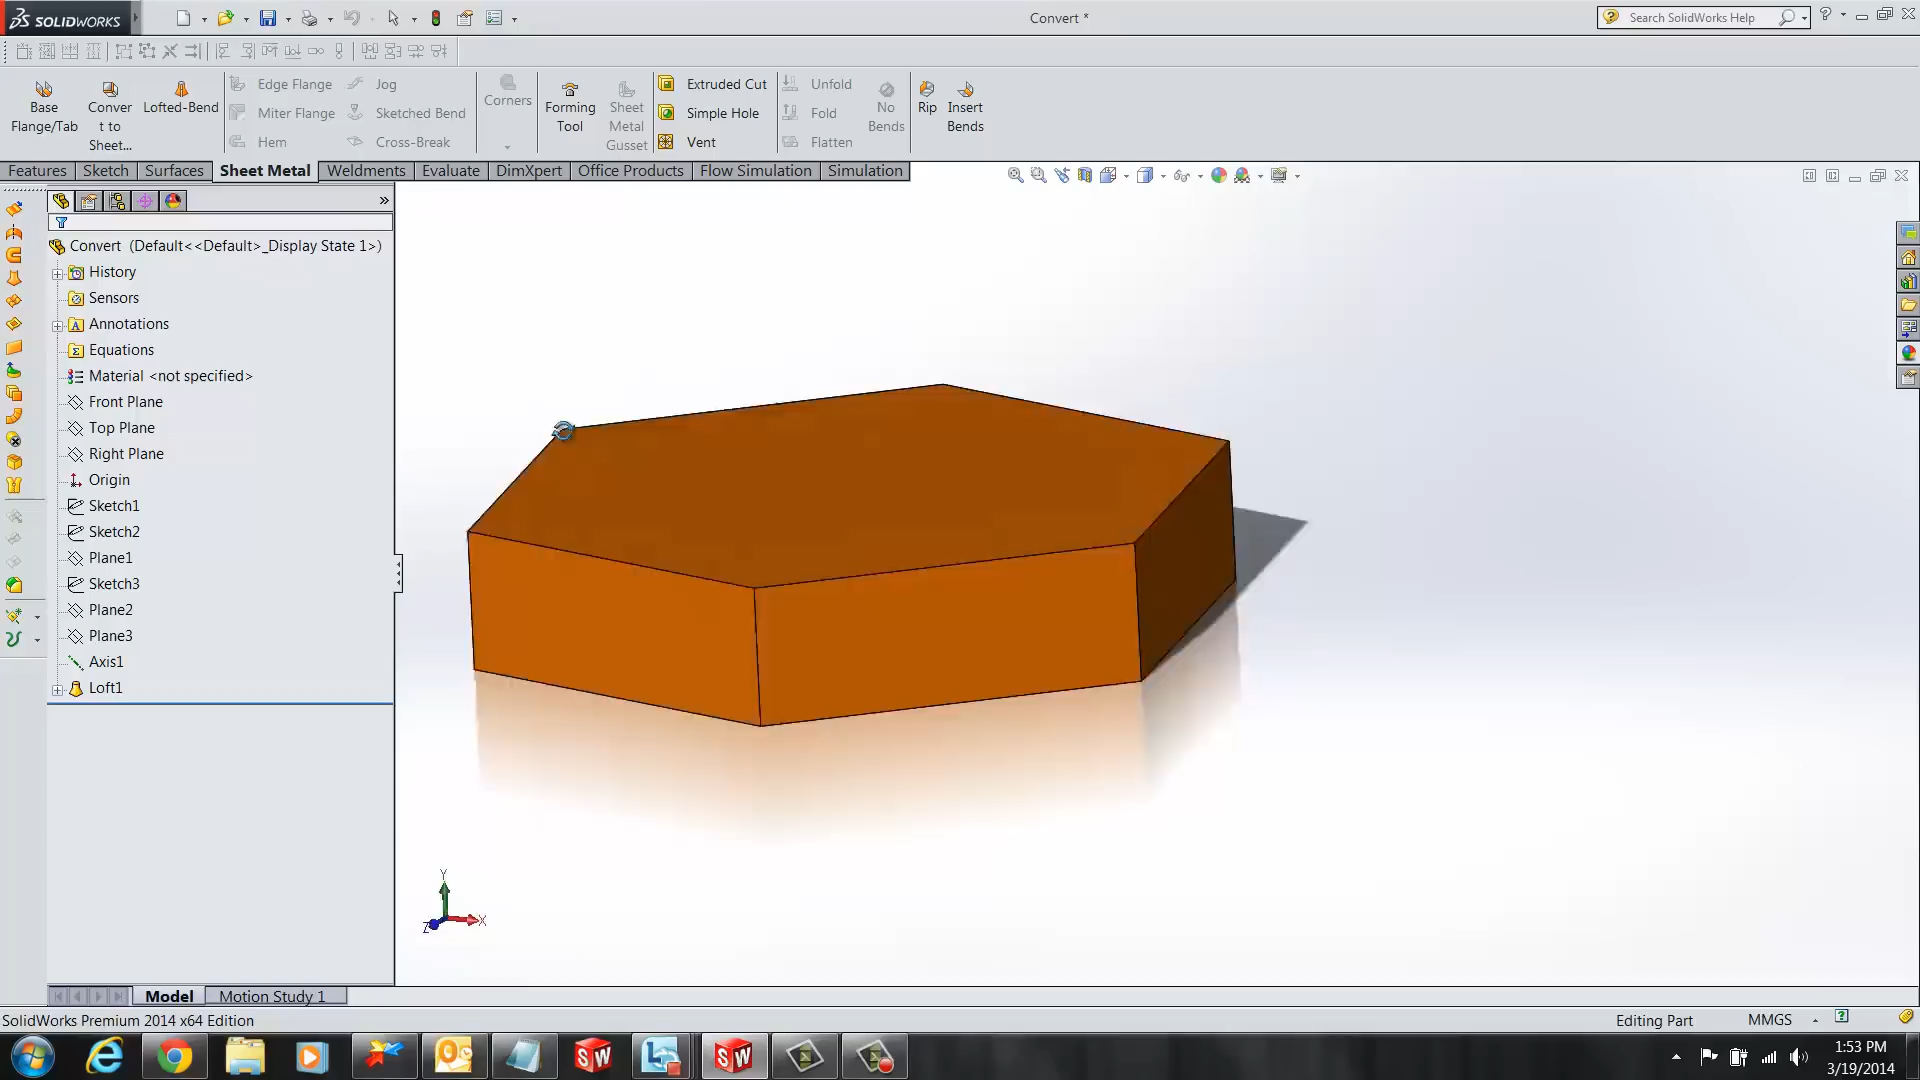 SOLIDWORKS
Convert *
Search SolidWorks Help
Base
Flange/Tab
Conver
t to
Sheet...
Lofted-Bend
Edge Flange
Miter Flange
Hem
Jog
Sketched Bend
Cross-Break
Corners
Forming
Tool
Sheet
Metal
Gusset
Extruded Cut
Simple Hole
Vent
Unfold
Fold
Flatten
No
Bends
Rip
Insert
Bends
Features
Sketch
Surfaces
Sheet Metal
Weldments
Evaluate
DimXpert
Office Products
Flow Simulation
Simulation
Convert (Default<<Default>_Display State 1>)
History
Sensors
Annotations
Equations
Material <not specified>
Front Plane
Top Plane
Right Plane
Origin
Sketch1
Sketch2
Plane1
Sketch3
Plane2
Plane3
Axis1
Loft1
Y
X
Z
Model
Motion Study 1
SolidWorks Premium 2014 x64 Edition
Editing Part
MMGS
1:53 PM
3/19/2014